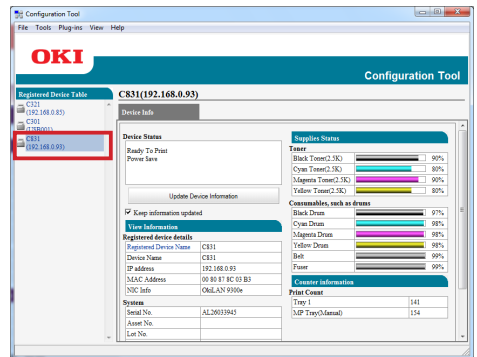 Configuration Tool
File Tools Plug-ins View Help
OKI
Configuration Tool
Registered Device Table
C321
(192.168.0.85)
C301
(USB001)
C831
(192.168.0.93)
C831(192.168.0.93)
Device Info
Device Status
Ready To Print
Power Save
Update Device Information
Keep information updated
View Information
Registered device details
Registered Device Name C831
Device Name C831
IP address 192.168.0.93
MAC Address 00 80 87 8C 03 B3
NIC Info OkiLAN 9300e
System
Serial No. AL26033945
Asset No.
Lot No.
Supplies Status
Toner
Black Toner(2.5K) 90%
Cyan Toner(2.5K) 80%
Magenta Toner(2.5K) 90%
Yellow Toner(2.5K) 80%
Consumables, such as drums
Black Drum 97%
Cyan Drum 98%
Magenta Drum 98%
Yellow Drum 98%
Belt 99%
Fuser 99%
Counter information
Print Count
Tray 1 141
MP Tray(Manual) 154